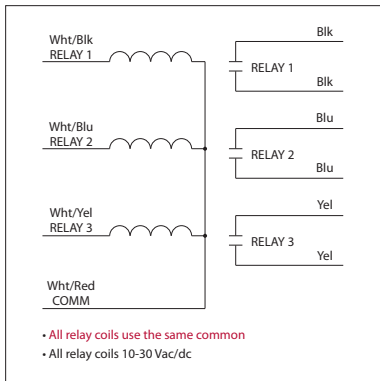 Wht/Blk
RELAY 1
Blk
RELAY 1
Blk
Wht/Blu
RELAY 2
Blu
RELAY 2
Blu
Wht/Yel
RELAY 3
Yel
RELAY 3
Yel
Wht/Red
COMM
• All relay coils use the same common
• All relay coils 10-30 Vac/dc